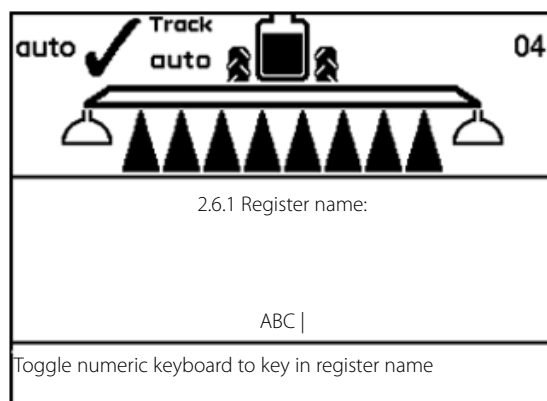 auto Track 04
auto
2.6.1 Register name:
ABC |
Toggle numeric keyboard to key in register name